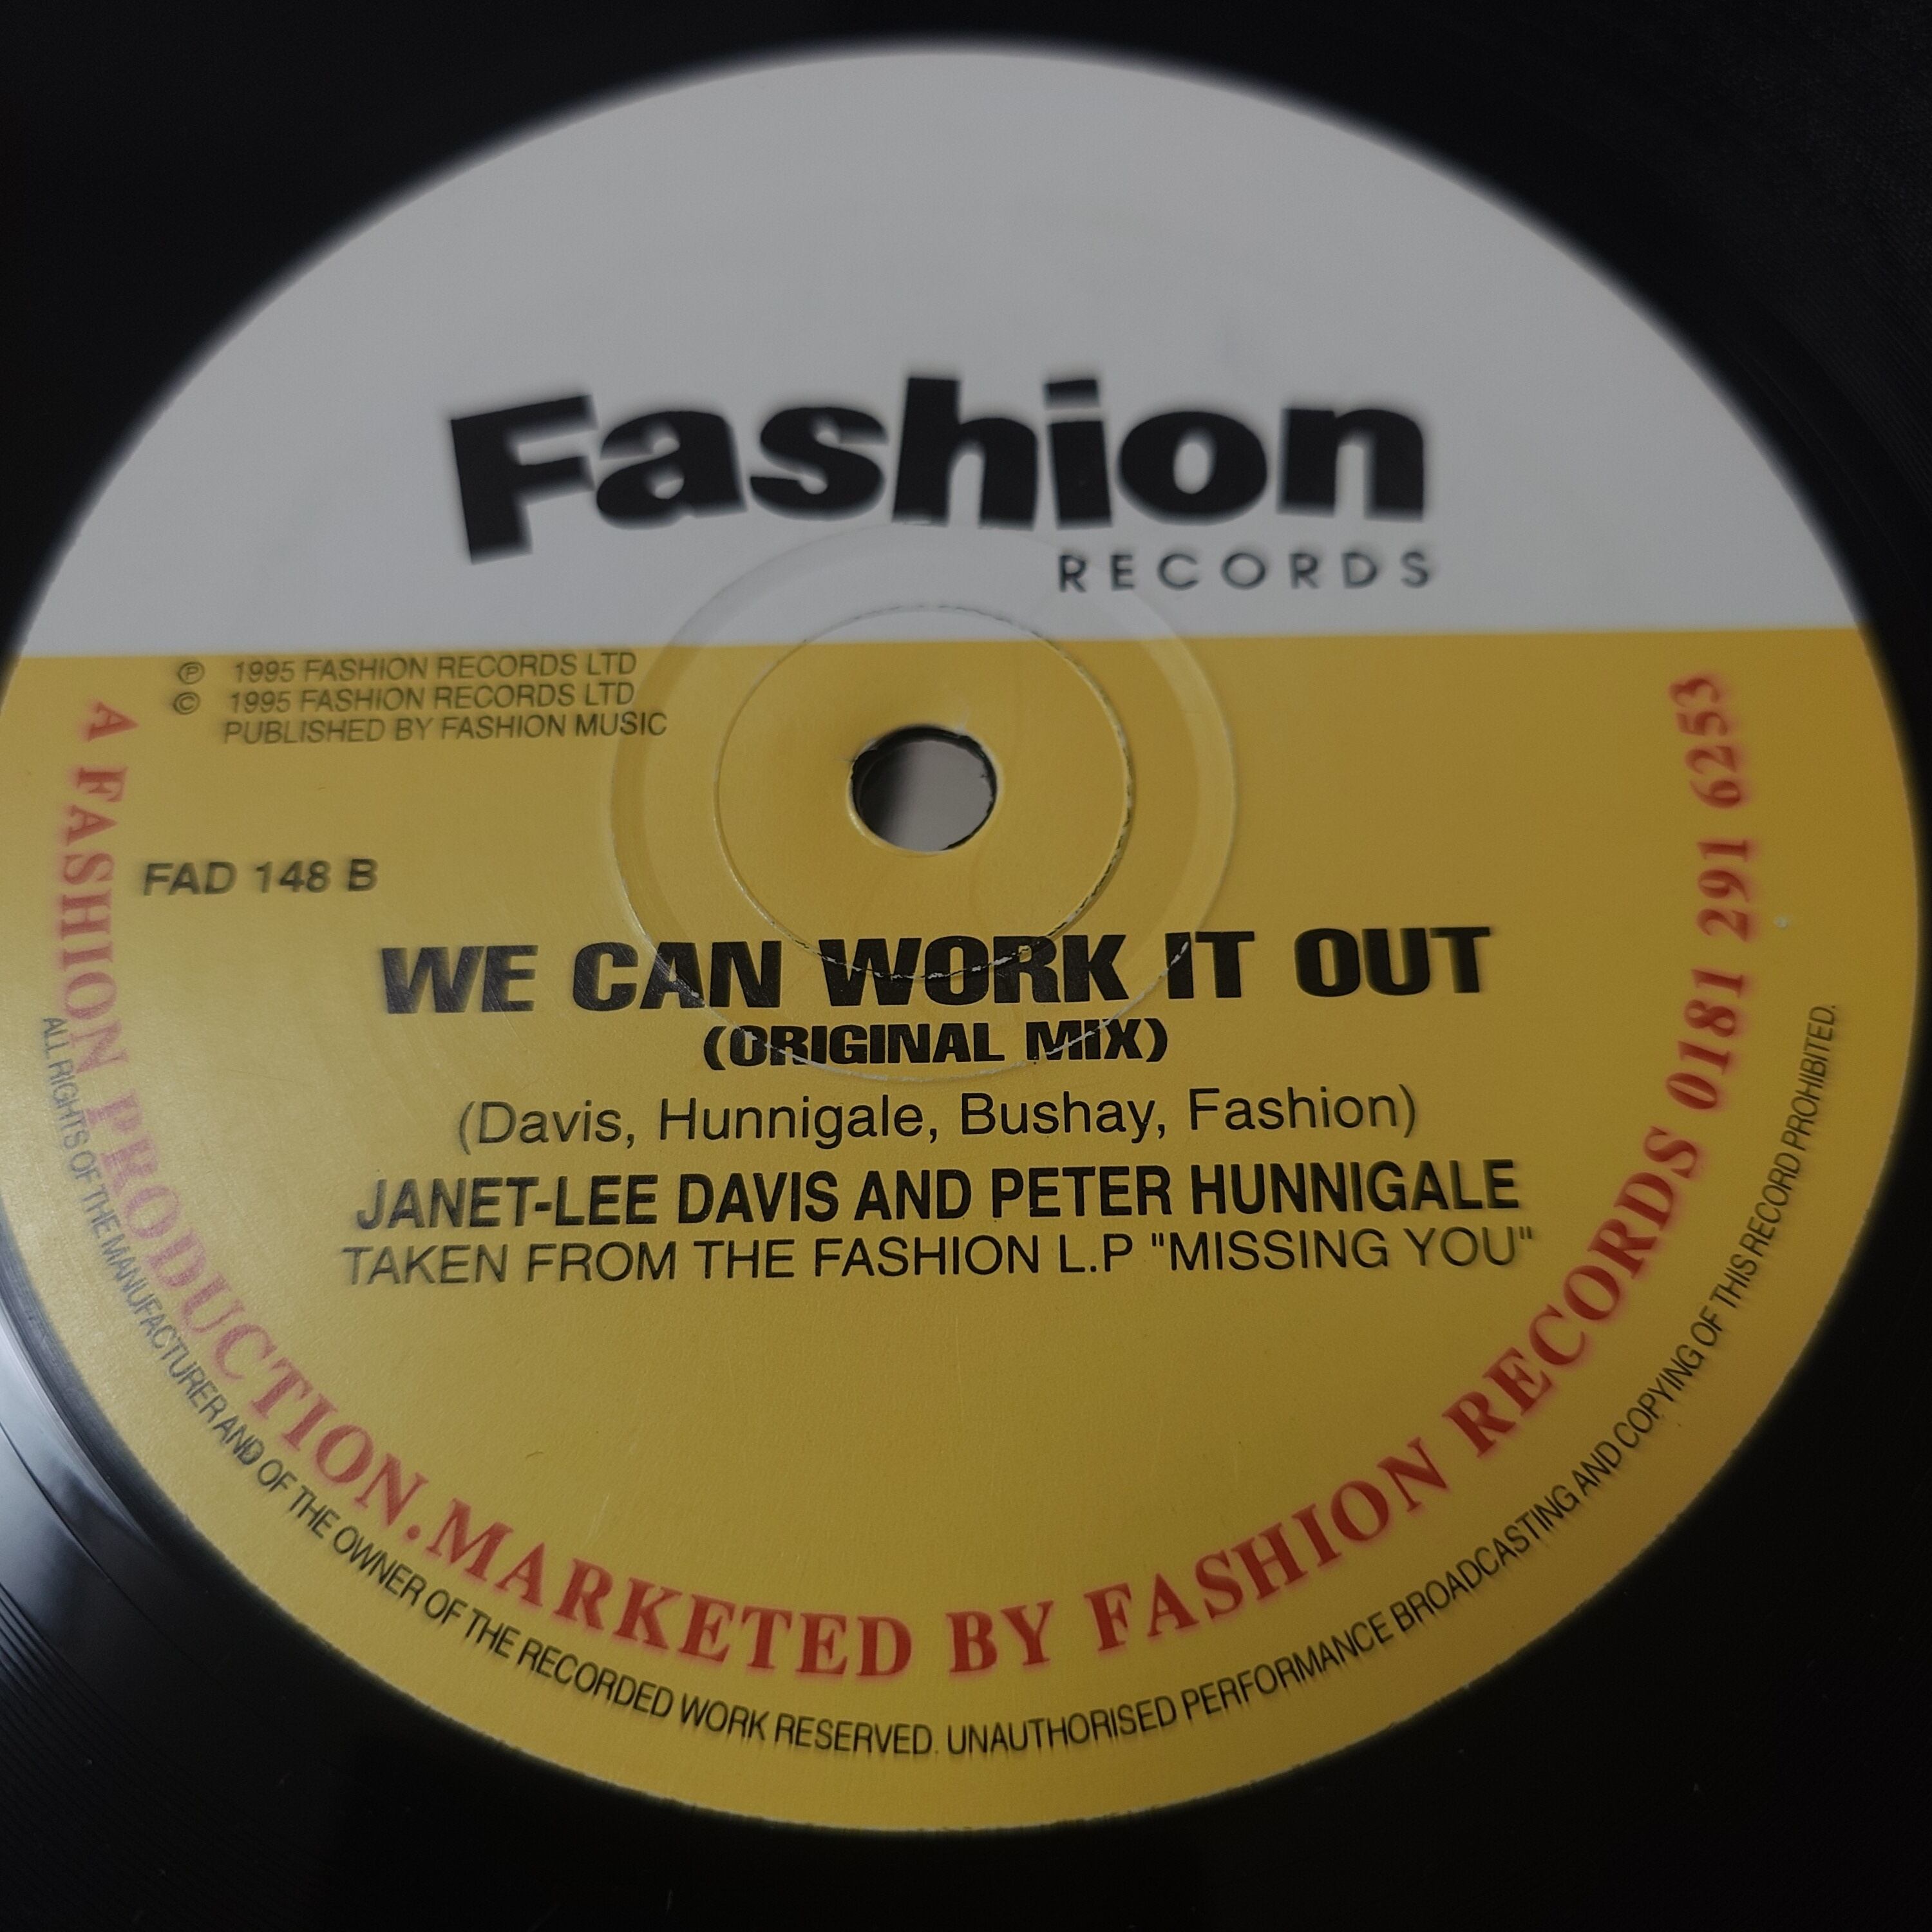 Fashion
RECORDS
℗ 1995 FASHION RECORDS LTD
© 1995 FASHION RECORDS LTD
PUBLISHED BY FASHION MUSIC
FAD 148 B
WE CAN WORK IT OUT
(ORIGINAL MIX)
(Davis, Hunnigale, Bushay, Fashion)
JANET-LEE DAVIS AND PETER HUNNIGALE
TAKEN FROM THE FASHION L.P "MISSING YOU"
A FASHION PRODUCTION.MARKETED BY FASHION RECORDS 0181 291 6253
ALL RIGHTS OF THE MANUFACTURER AND OF THE OWNER OF THE RECORDED WORK RESERVED. UNAUTHORISED PERFORMANCE BROADCASTING AND COPYING OF THIS RECORD PROHIBITED.